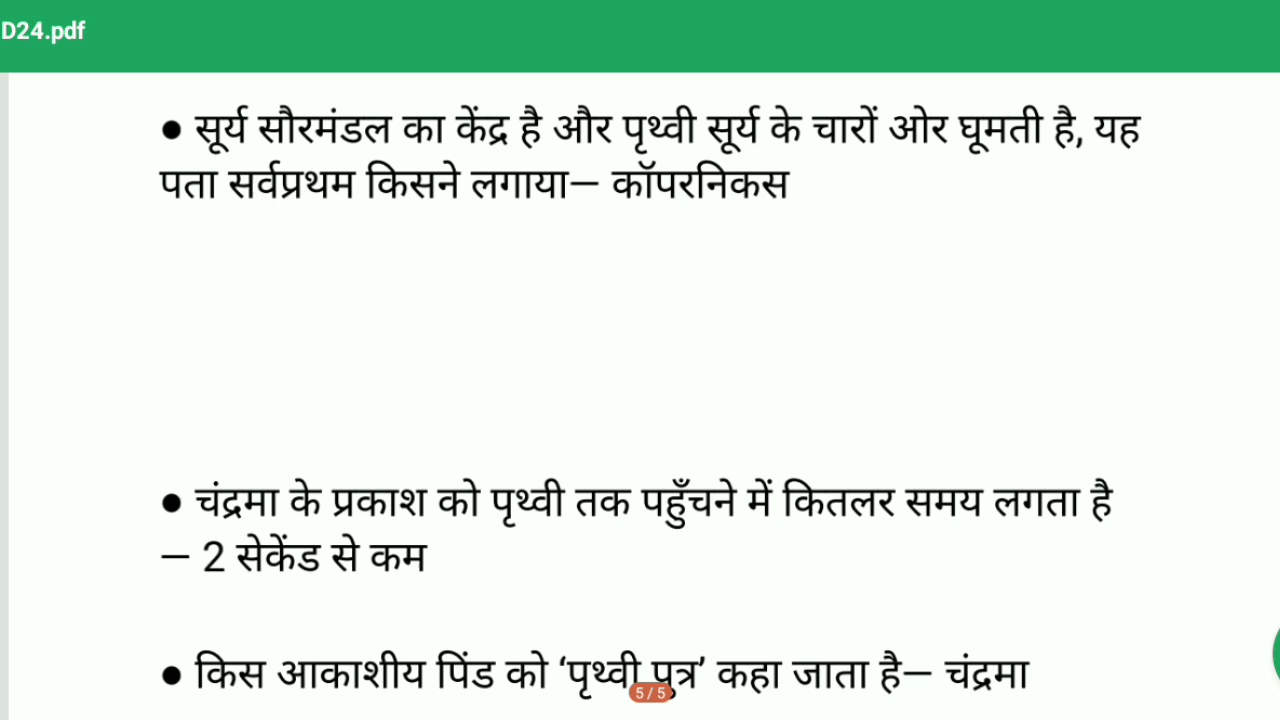 D24.pdf
● सूर्य सौरमंडल का केंद्र है और पृथ्वी सूर्य के चारों ओर घूमती है, यह
पता सर्वप्रथम किसने लगाया— कॉपरनिकस
● चंद्रमा के प्रकाश को पृथ्वी तक पहुँचने में कितलर समय लगता है
— 2 सेकेंड से कम
● किस आकाशीय पिंड को ‘पृथ्वी पुत्र’ कहा जाता है— चंद्रमा
5 / 5